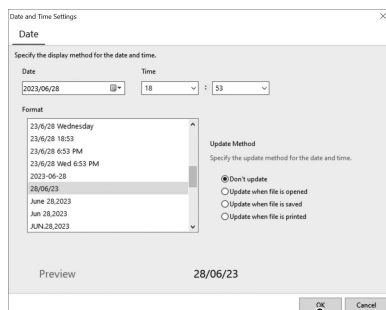 Date and Time Settings
Date
Specify the display method for the date and time.
Date Time
2023/06/28 18 : 53
Format
23/6/28 Wednesday
23/6/28 18:53
23/6/28 6:53 PM
23/6/28 Wed 6:53 PM
2023-06-28
28/06/23
June 28,2023
Jun 28,2023
JUN.28,2023
Update Method
Specify the update method for the date and time.
Don't update
Update when file is opened
Update when file is saved
Update when file is printed
Preview 28/06/23
OK Cancel